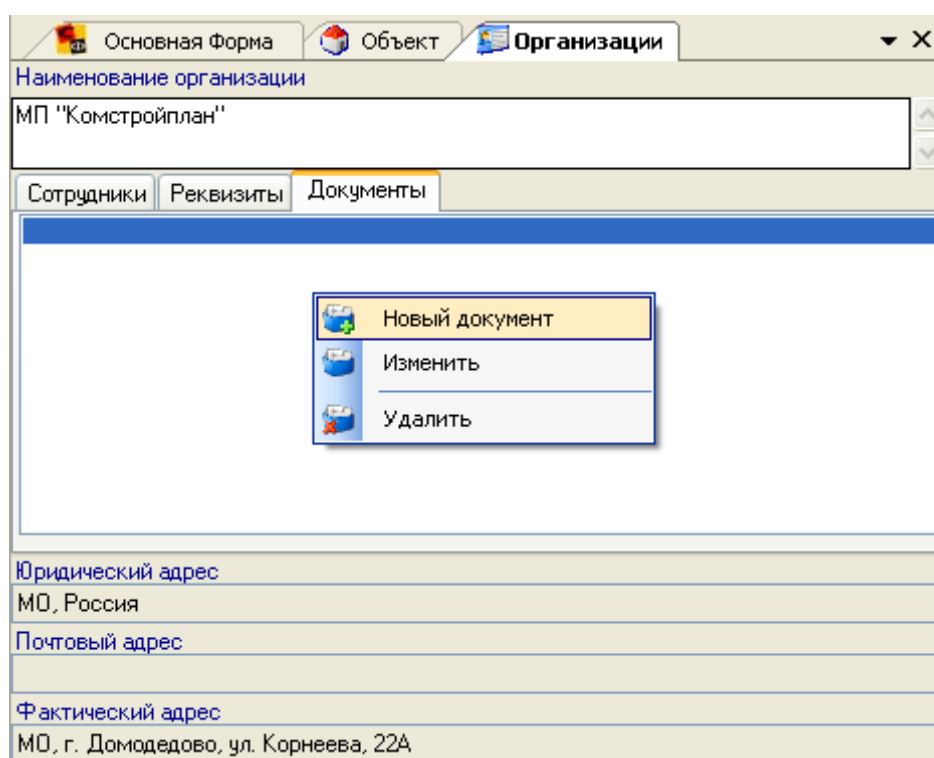 Основная Форма Объект Организации
Наименование организации
МП "Комстройплан"
Сотрудники Реквизиты Документы
Новый документ
Изменить
Удалить
Юридический адрес
МО, Россия
Почтовый адрес
Фактический адрес
МО, г. Домодедово, ул. Корнеева, 22А